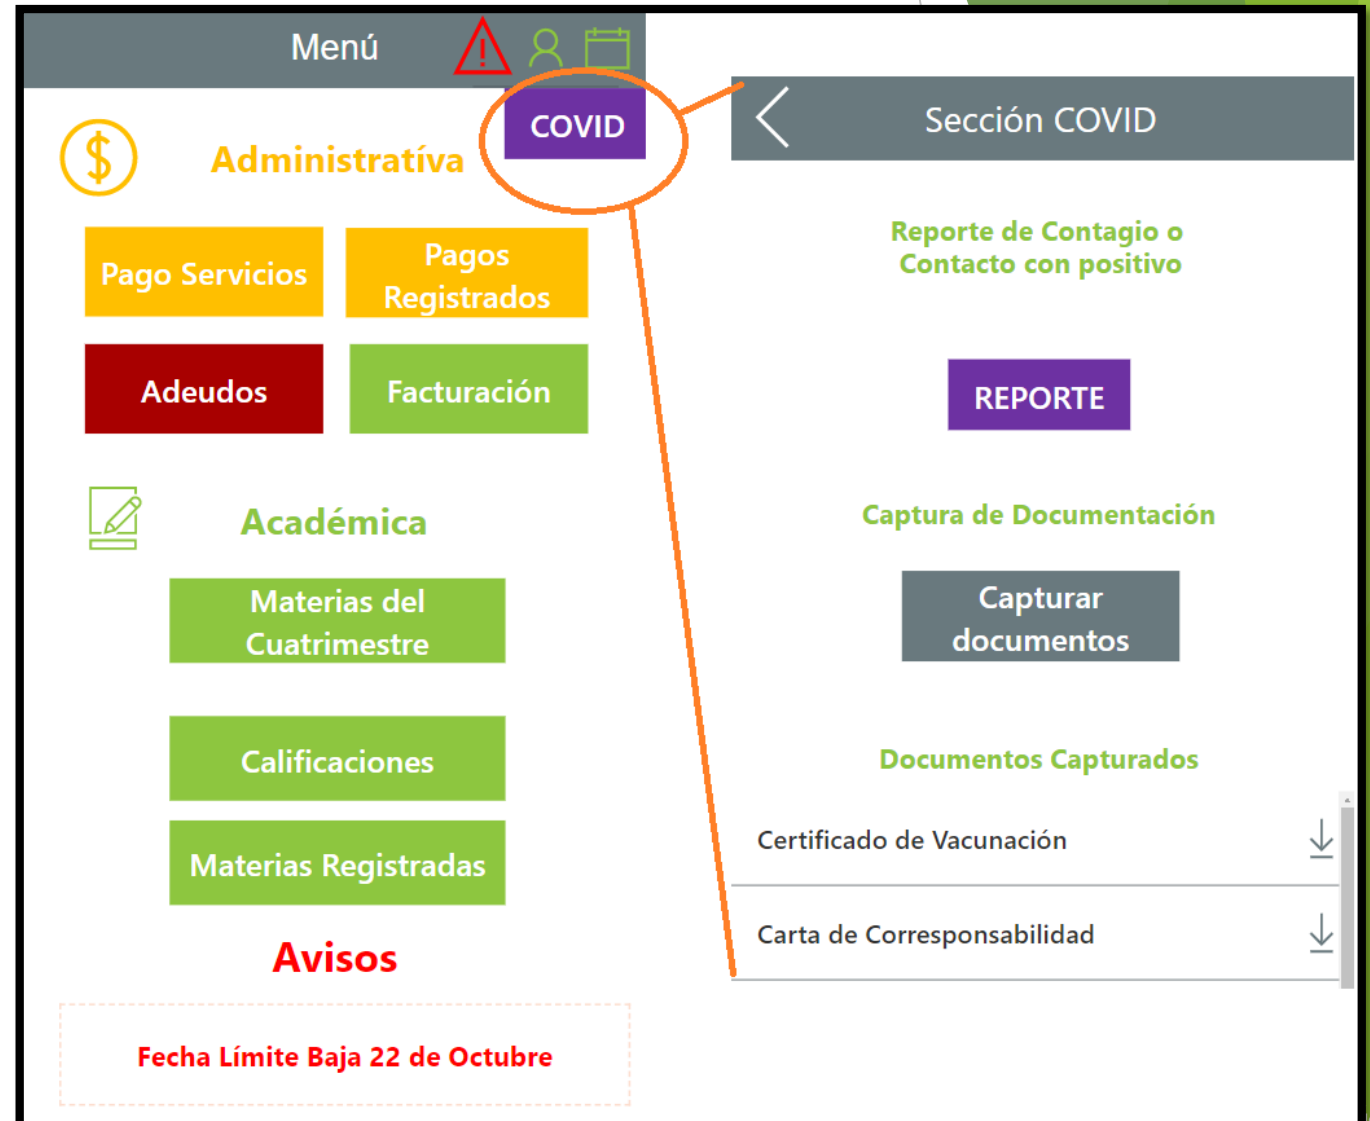 Menú
COVID
Administratíva
Pago Servicios
Pagos
Registrados
Adeudos
Facturación
Académica
Materias del
Cuatrimestre
Calificaciones
Materias Registradas
Avisos
Fecha Límite Baja 22 de Octubre
Sección COVID
Reporte de Contagio o
Contacto con positivo
REPORTE
Captura de Documentación
Capturar
documentos
Documentos Capturados
Certificado de Vacunación
Carta de Corresponsabilidad